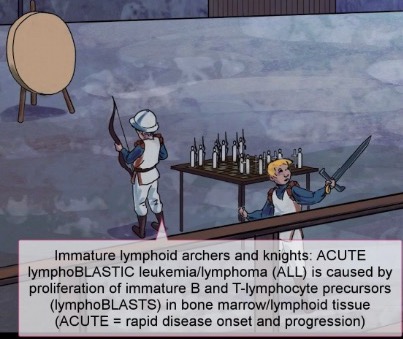 Immature lymphoid archers and knights: ACUTE
lymphoBLASTIC leukemia/lymphoma (ALL) is caused by
proliferation of immature B and T-lymphocyte precursors
(lymphoBLASTS) in bone marrow/lymphoid tissue
(ACUTE = rapid disease onset and progression)